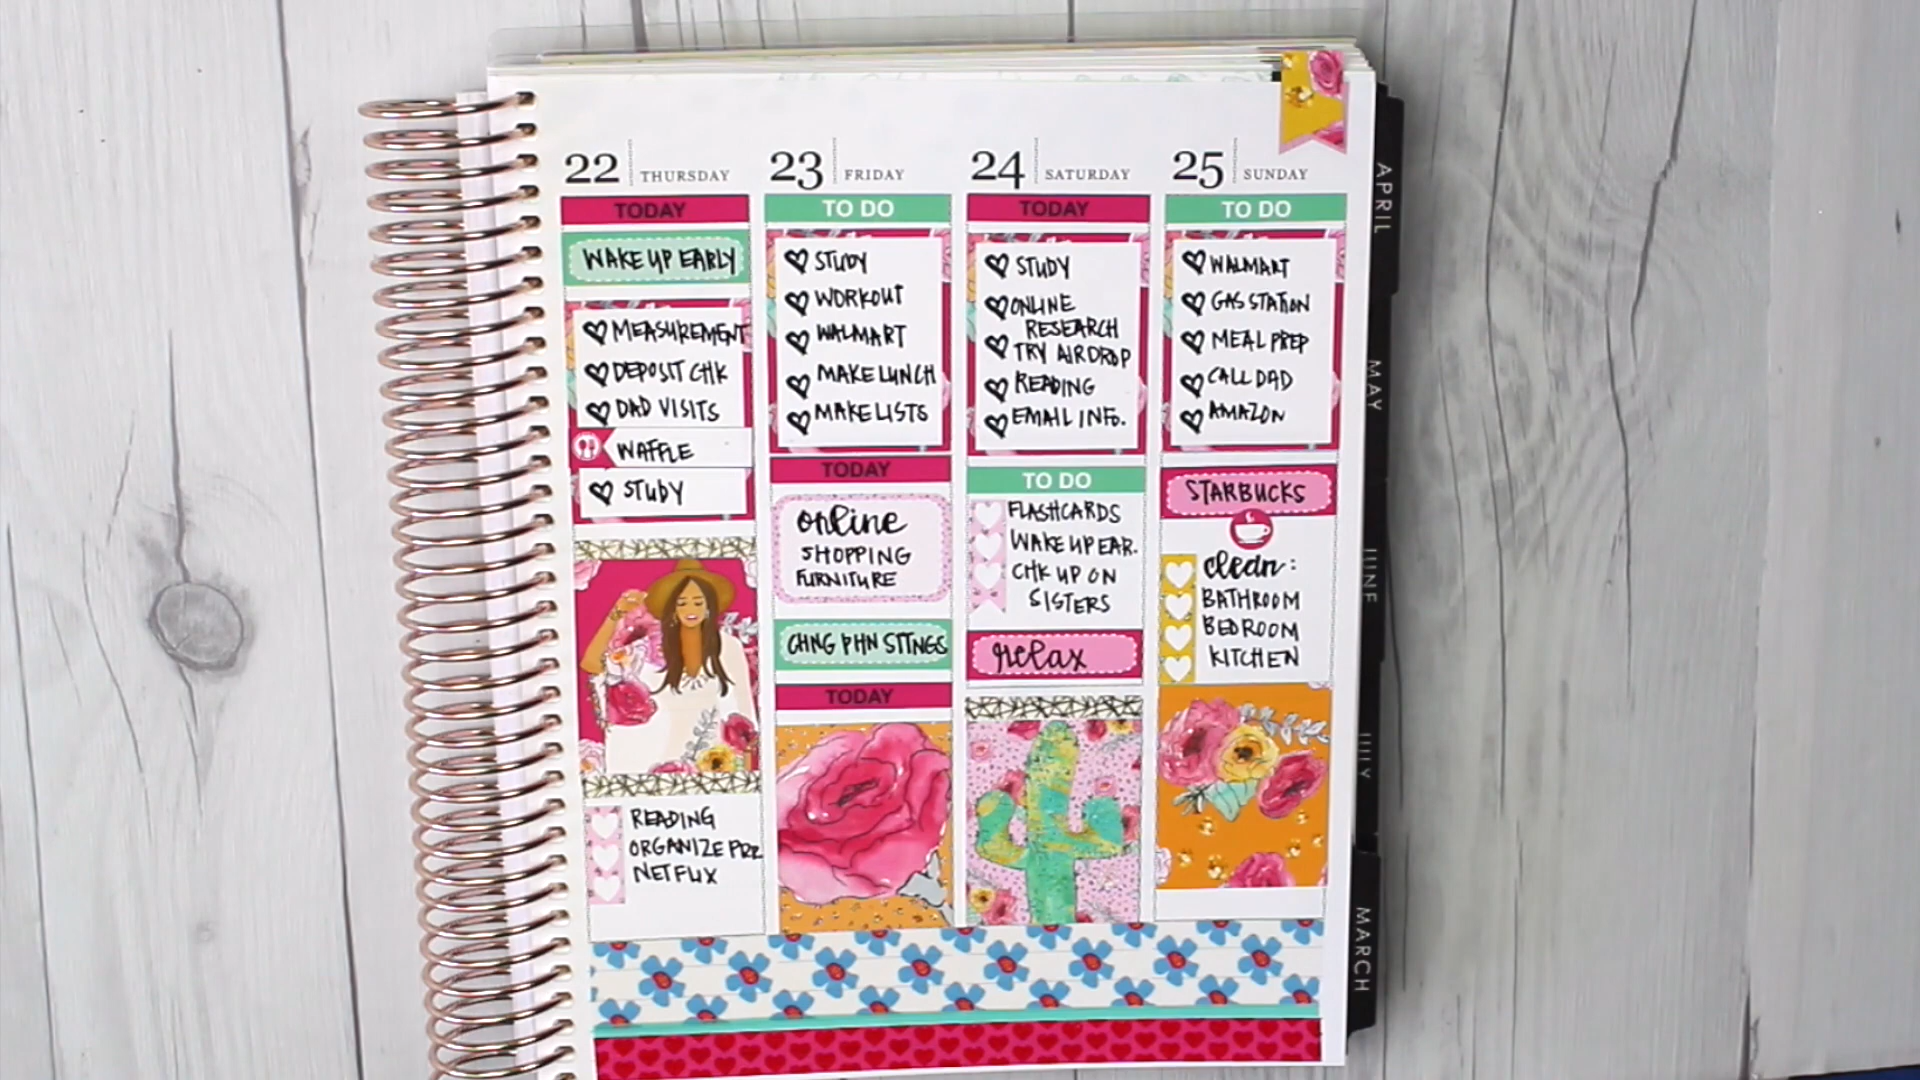 22 THURSDAY
TODAY
WAKE UP EARLY
MEASUREMENT
DEPOSIT CHK
DAD VISITS
WAFFLE
STUDY
READING
ORGANIZE PRZ
NETFLIX
23 FRIDAY
TO DO
STUDY
WORKOUT
WALMART
MAKE LUNCH
MAKE LISTS
TODAY
online
SHOPPING
FURNITURE
CHNG PHN STTNGS
TODAY
24 SATURDAY
TODAY
STUDY
ONLINE
RESEARCH
TRY AIRDROP
READING
EMAIL INFO.
TO DO
FLASHCARDS
WAKE UP EAR.
CHK UP ON
SISTERS
relax
25 SUNDAY
TO DO
WALMART
GAS STATION
MEAL PREP
CALL DAD
AMAZON
STARBUCKS
clean:
BATHROOM
BEDROOM
KITCHEN
APRIL
MAY
JUNE
JULY
MARCH